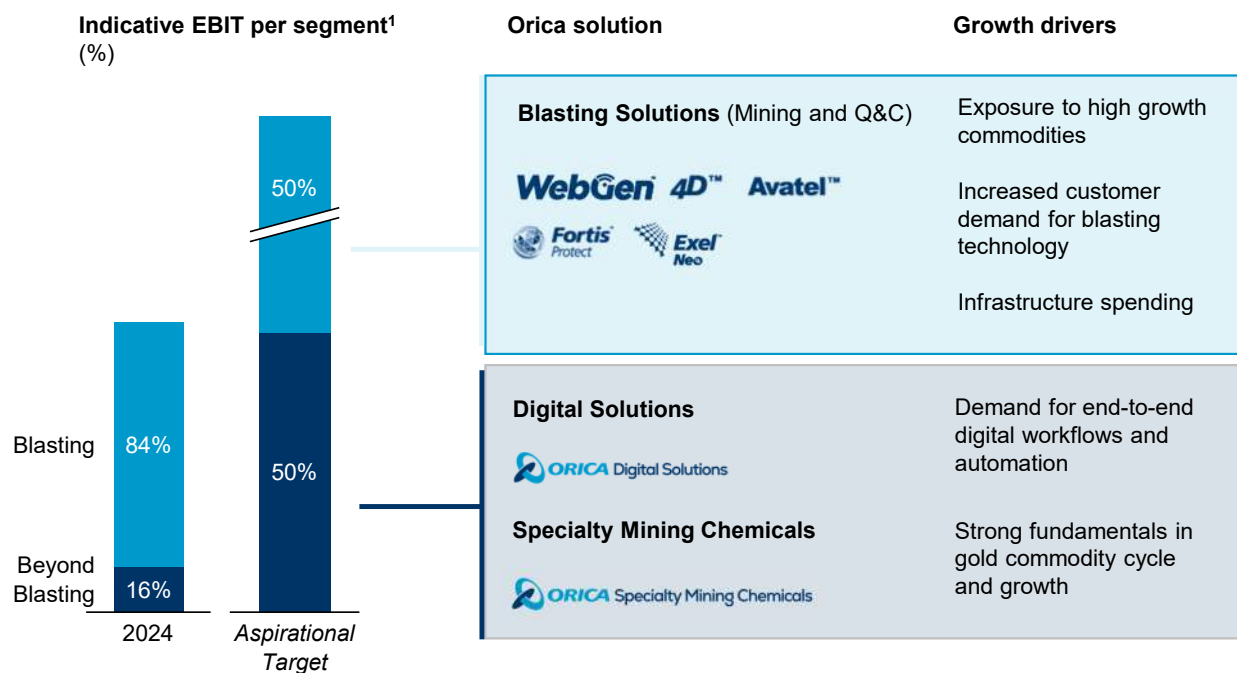 Indicative EBIT per segment¹
(%)
50%
84%
50%
16%
Blasting
Beyond
Blasting
2024
Aspirational
Target
Orica solution
Growth drivers
Blasting Solutions (Mining and Q&C)
WebGen™ 4D™ Avatel™
Fortis™
Protect
Exel™
Neo
Exposure to high growth
commodities
Increased customer
demand for blasting
technology
Infrastructure spending
Digital Solutions
ORICA Digital Solutions
Demand for end-to-end
digital workflows and
automation
Specialty Mining Chemicals
ORICA Specialty Mining Chemicals
Strong fundamentals in
gold commodity cycle
and growth